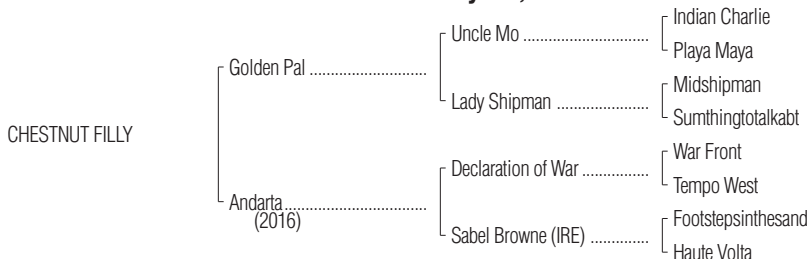 Indian Charlie
Uncle Mo ........................
Playa Maya
Golden Pal ...........................
Midshipman
Lady Shipman ..................
Sumthingtotalkabt
CHESTNUT FILLY
War Front
Declaration of War .............
Tempo West
Andarta.................................
(2016)
Footstepsinthesand
Sabel Browne (IRE) ...........
Haute Volta